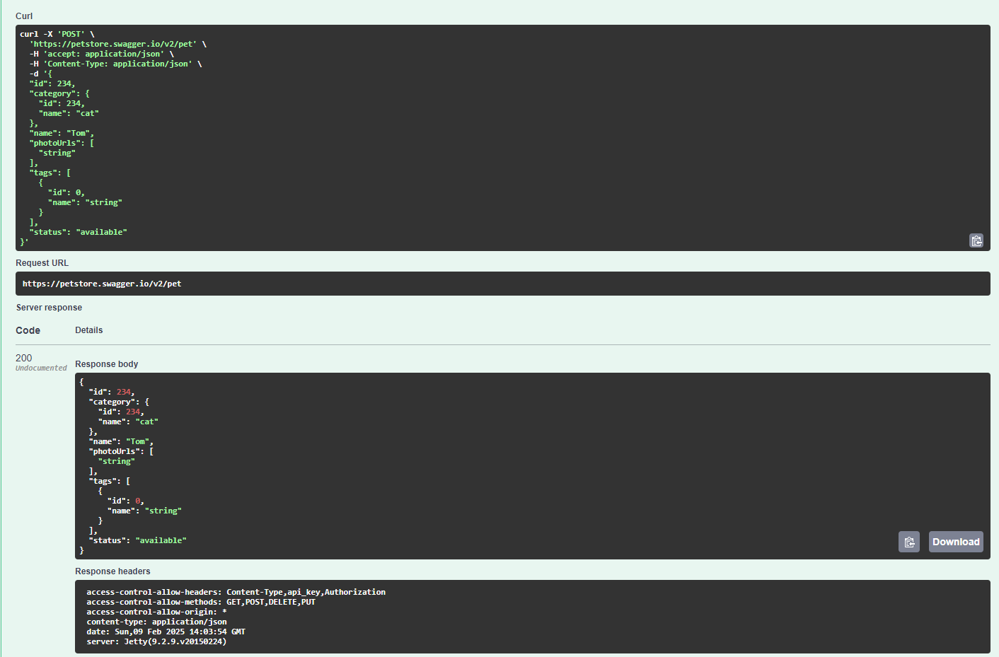 Curl
curl -X 'POST' \
  'https://petstore.swagger.io/v2/pet' \
  -H 'accept: application/json' \
  -H 'Content-Type: application/json' \
  -d '{
  "id": 234,
  "category": {
    "id": 234,
    "name": "cat"
  },
  "name": "Tom",
  "photoUrls": [
    "string"
  ],
  "tags": [
    {
      "id": 0,
      "name": "string"
    }
  ],
  "status": "available"
}'
Request URL
https://petstore.swagger.io/v2/pet
Server response
Code Details
200
Undocumented
Response body
{
  "id": 234,
  "category": {
    "id": 234,
    "name": "cat"
  },
  "name": "Tom",
  "photoUrls": [
    "string"
  ],
  "tags": [
    {
      "id": 0,
      "name": "string"
    }
  ],
  "status": "available"
}
Download
Response headers
access-control-allow-headers: Content-Type,api_key,Authorization
access-control-allow-methods: GET,POST,DELETE,PUT
access-control-allow-origin: *
content-type: application/json
date: Sun,09 Feb 2025 14:03:54 GMT
server: Jetty(9.2.9.v20150224)